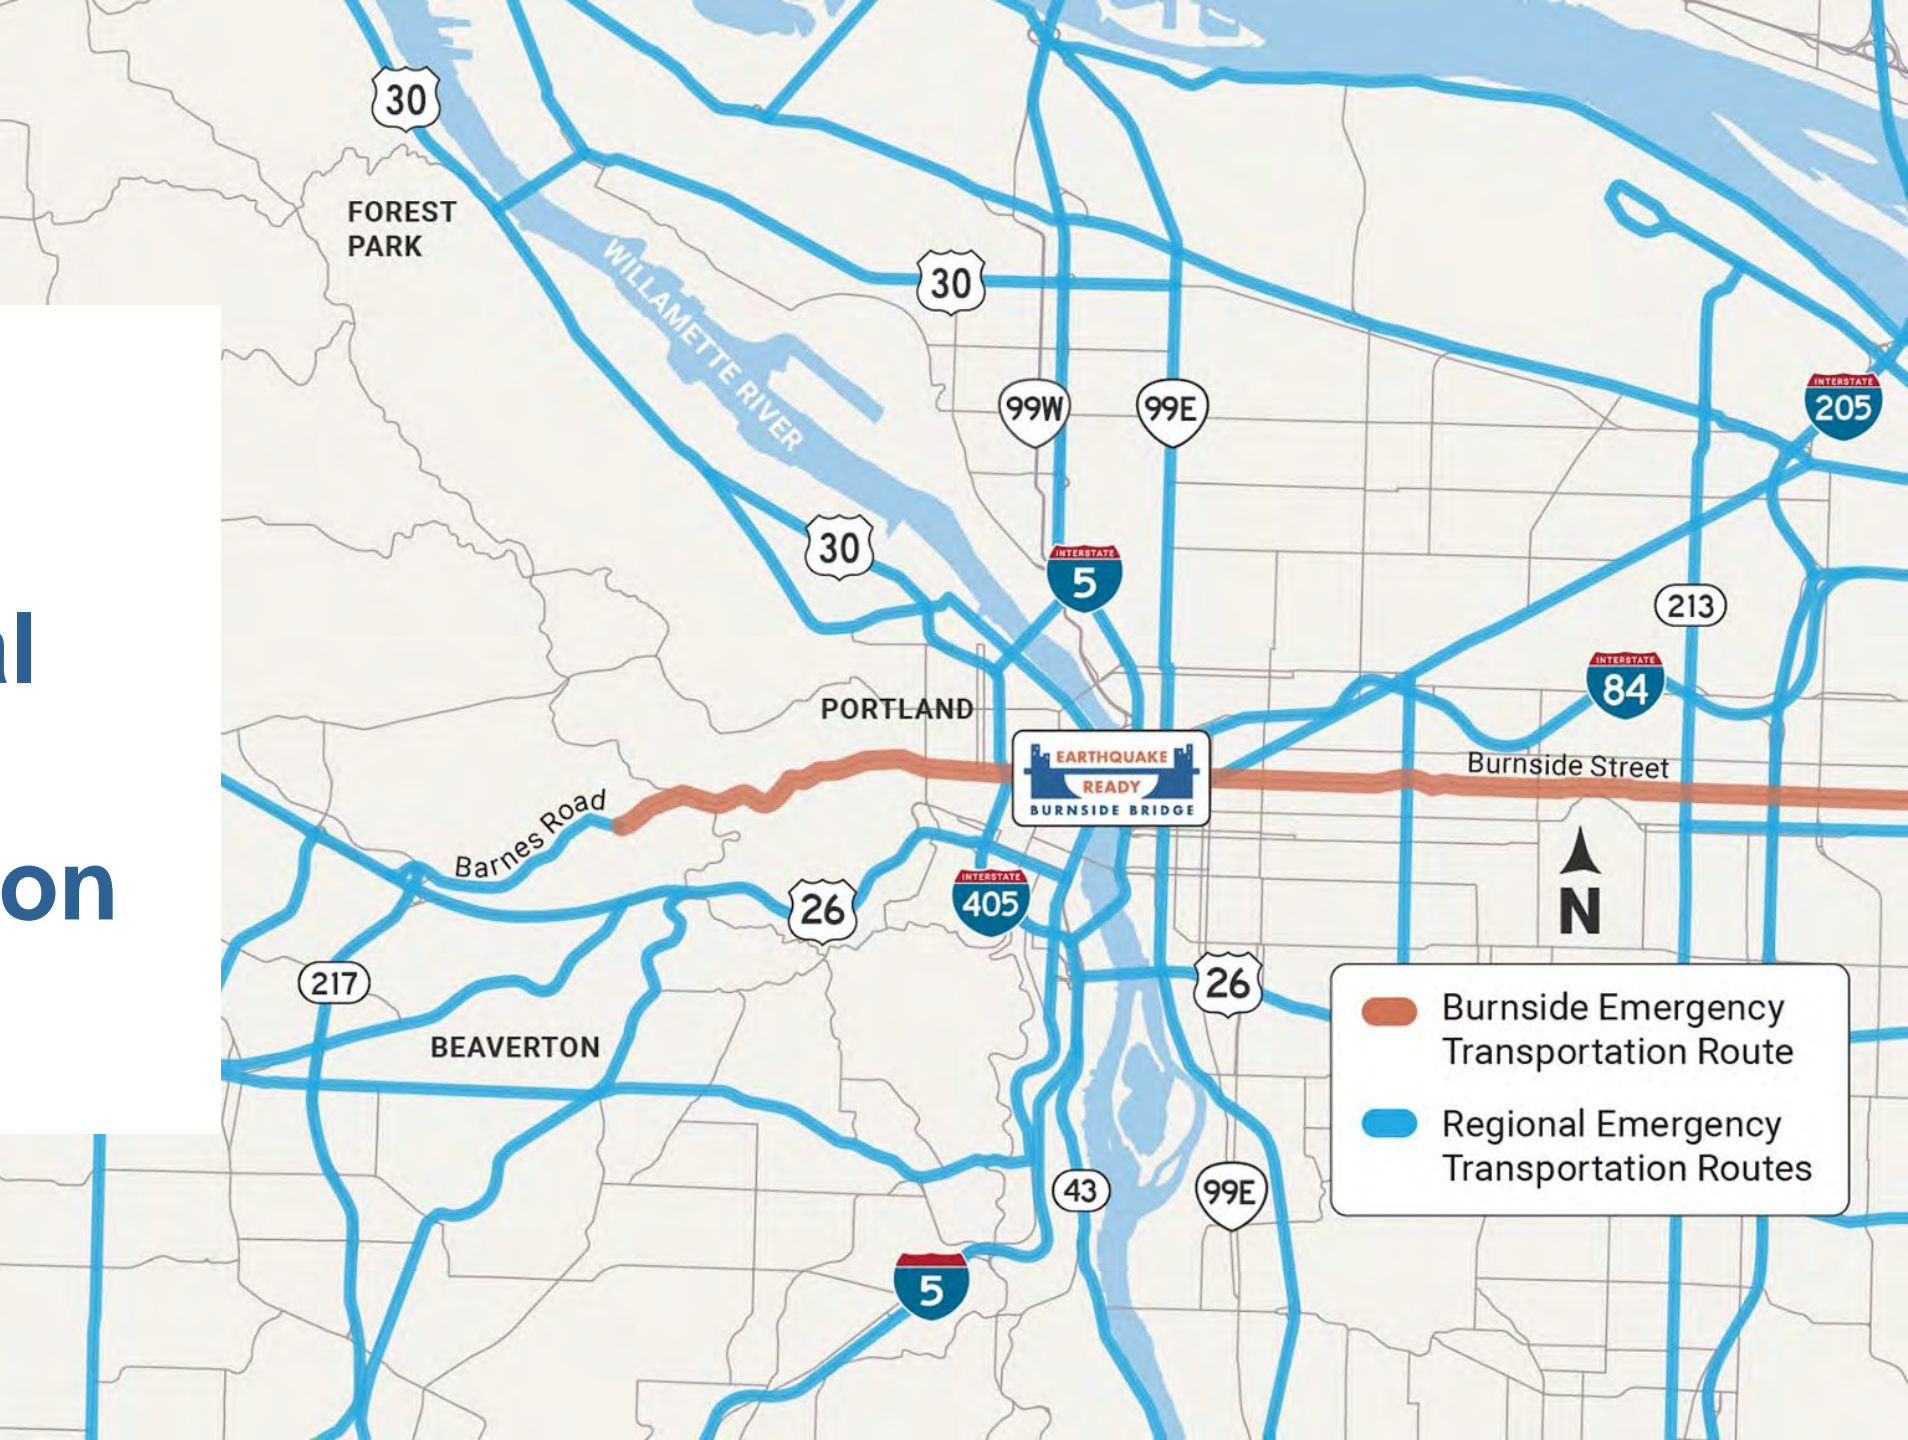 30
FOREST
PARK
30
WILLAMETTE RIVER
99W
99E
INTERSTATE
205
30
INTERSTATE
5
213
al
INTERSTATE
84
PORTLAND
EARTHQUAKE
READY
BURNSIDE BRIDGE
Burnside Street
Barnes Road
on
INTERSTATE
405
26
N
217
26
BEAVERTON
Burnside Emergency
Transportation Route
Regional Emergency
Transportation Routes
43
99E
5